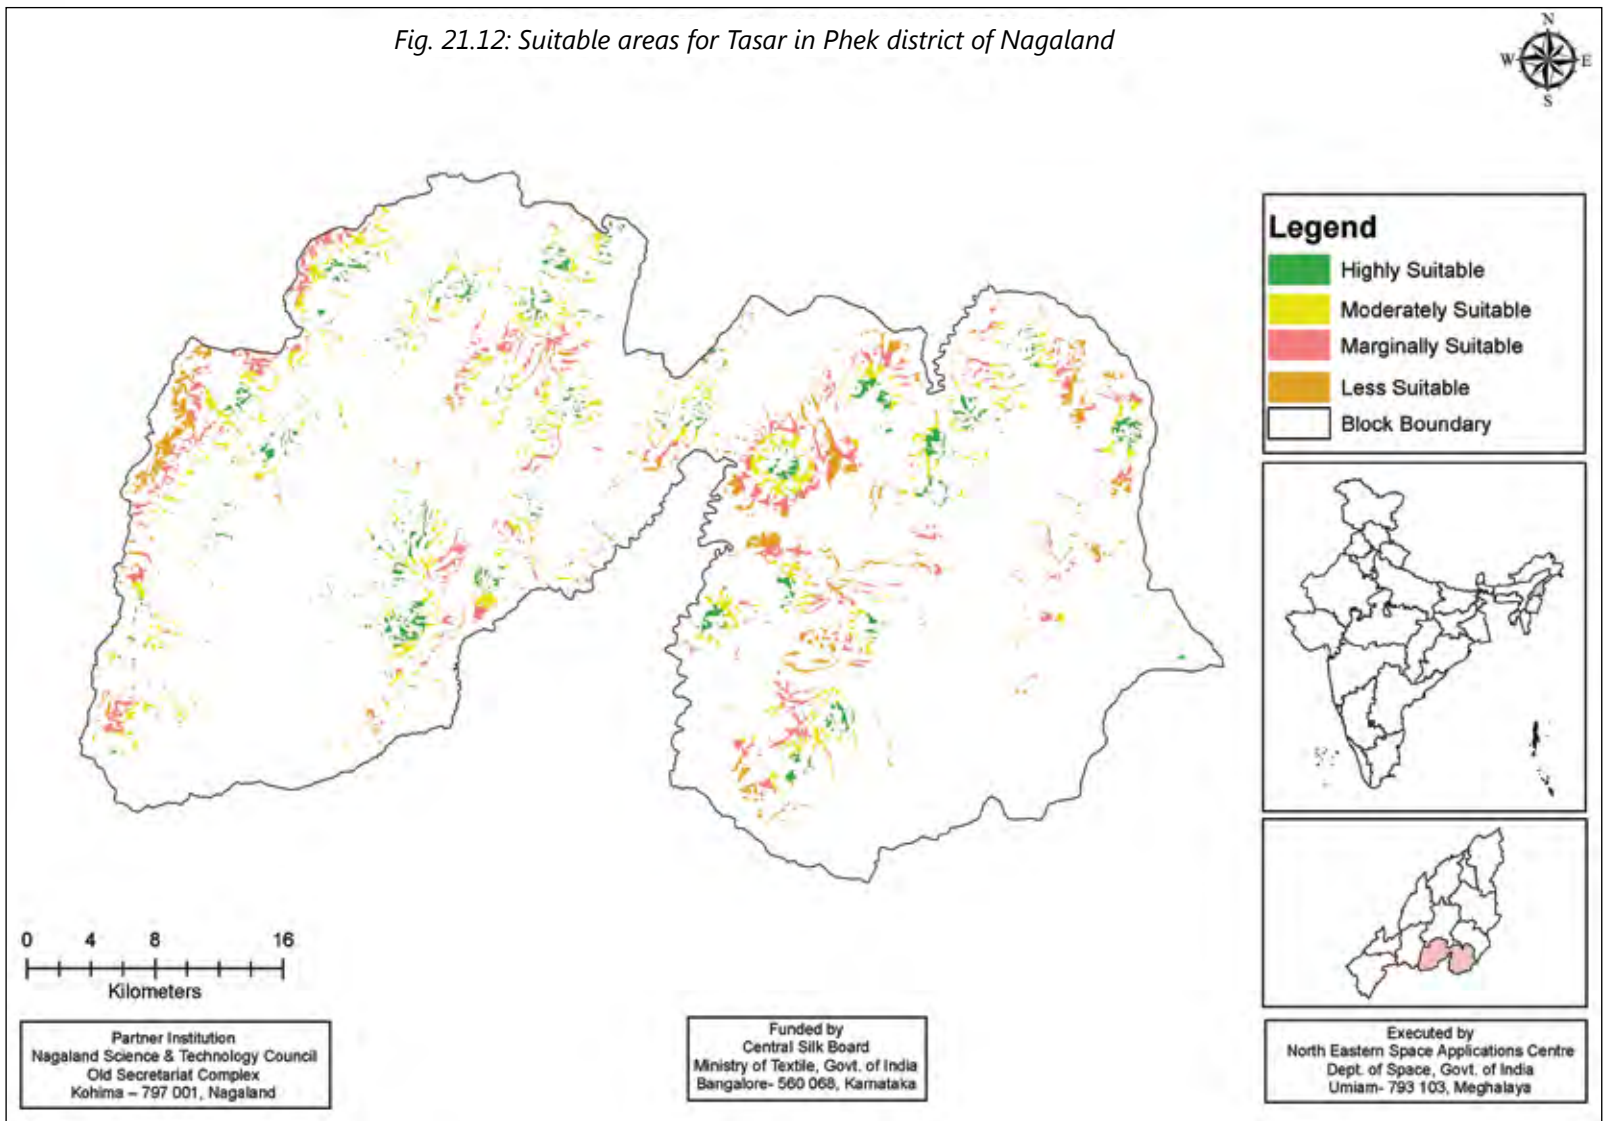 Fig. 21.12: Suitable areas for Tasar in Phek district of Nagaland
N
W E
S
Legend
Highly Suitable
Moderately Suitable
Marginally Suitable
Less Suitable
Block Boundary
0 4 8 16
Kilometers
Partner Institution
Nagaland Science & Technology Council
Old Secretariat Complex
Kohima – 797 001, Nagaland
Funded by
Central Silk Board
Ministry of Textile, Govt. of India
Bangalore- 560 068, Karnataka
Executed by
North Eastern Space Applications Centre
Dept. of Space, Govt. of India
Umiam- 793 103, Meghalaya